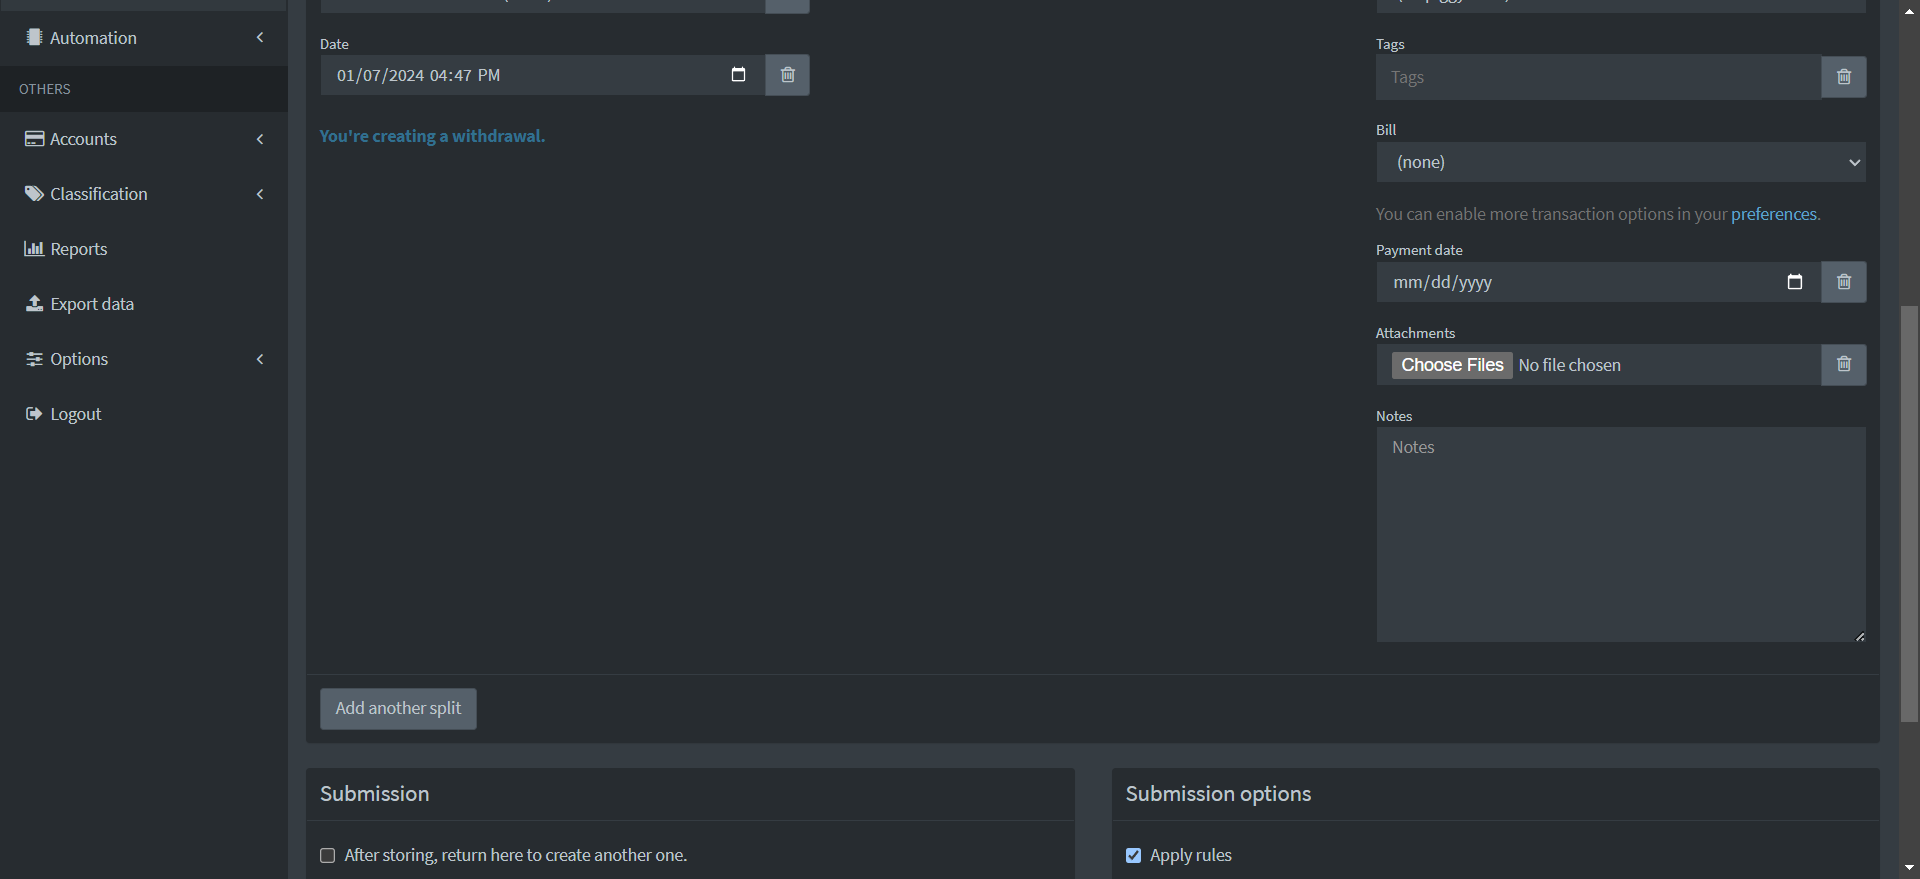 Automation
OTHERS
Accounts
Classification
Reports
Export data
Options
Logout
Date
01/07/2024 04:47 PM
You're creating a withdrawal.
Tags
Tags
Bill
(none)
You can enable more transaction options in your preferences.
Payment date
mm/dd/yyyy
Attachments
Choose Files No file chosen
Notes
Notes
Add another split
Submission
After storing, return here to create another one.
Submission options
Apply rules